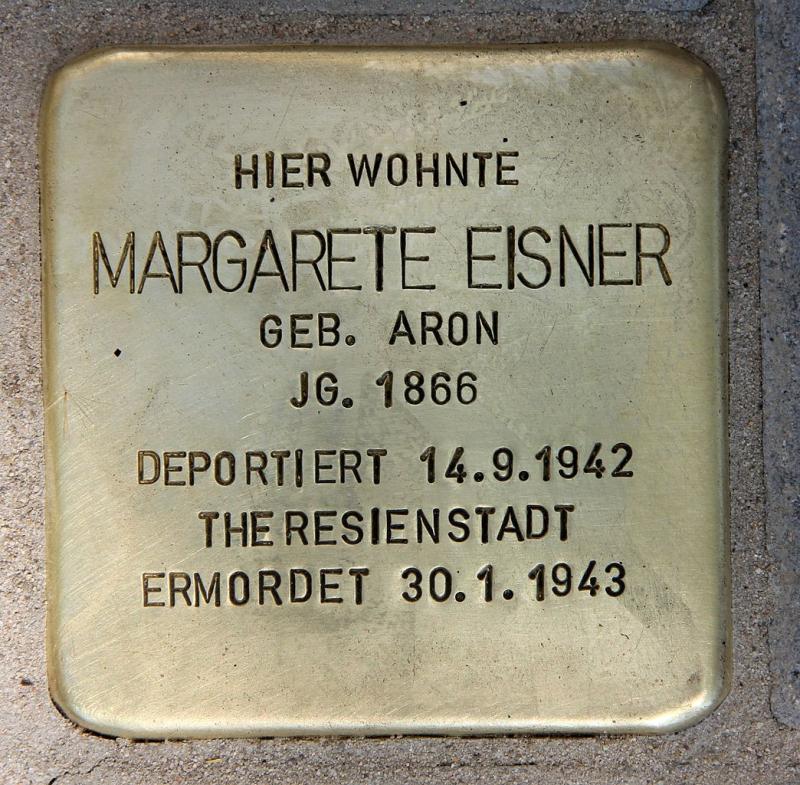 HIER WOHNTE
MARGARETE EISNER
GEB. ARON
JG. 1866
DEPORTIERT 14.9.1942
THERESIENSTADT
ERMORDET 30.1.1943